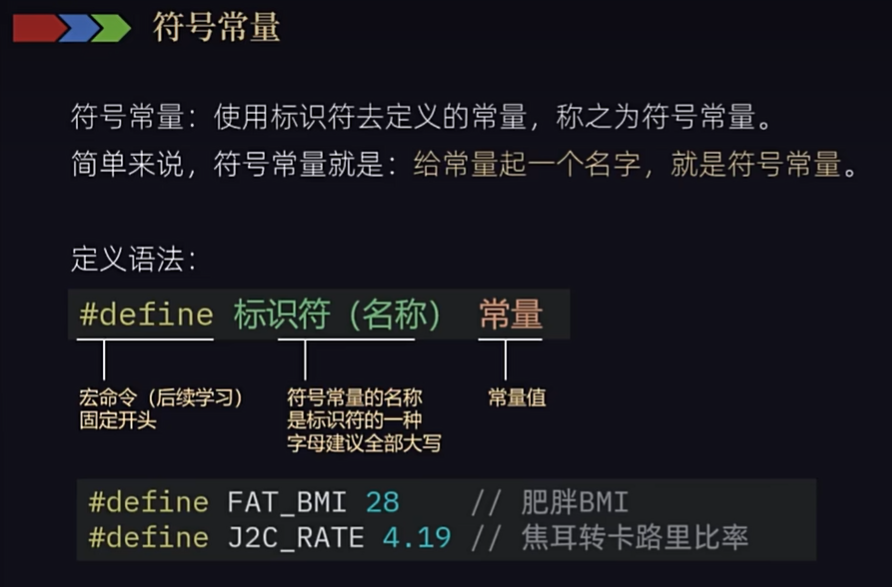 符号常量
符号常量：使用标识符去定义的常量，称之为符号常量。
简单来说，符号常量就是：给常量起一个名字，就是符号常量。
定义语法：
#define 标识符（名称） 常量
宏命令（后续学习）
固定开头
符号常量的名称
是标识符的一种
字母建议全部大写
常量值
#define FAT_BMI 28 // 肥胖BMI
#define J2C_RATE 4.19 // 焦耳转卡路里比率